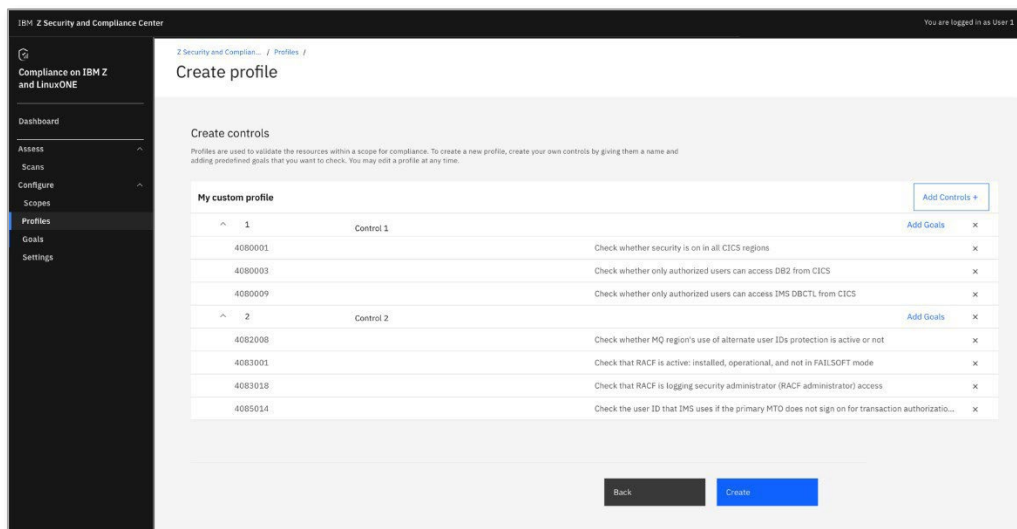 IBM Z Security and Compliance Center
You are logged in as User 1
Compliance on IBM Z
and LinuxONE
Dashboard
Assess
Scans
Configure
Scopes
Profiles
Goals
Settings
Z Security and Complian... / Profiles /
Create profile
Create controls
Profiles are used to validate the resources within a scope for compliance. To create a new profile, create your own controls by giving them a name and
adding predefined goals that you want to check. You may edit a profile at any time.
My custom profile
Add Controls +
1 Control 1 Add Goals ×
4080001 Check whether security is on in all CICS regions ×
4080003 Check whether only authorized users can access DB2 from CICS ×
4080009 Check whether only authorized users can access IMS DBCTL from CICS ×
2 Control 2 Add Goals ×
4082008 Check whether MQ region's use of alternate user IDs protection is active or not ×
4083001 Check that RACF is active: installed, operational, and not in FAILSOFT mode ×
4083018 Check that RACF is logging security administrator (RACF administrator) access ×
4085014 Check the user ID that IMS uses if the primary MTO does not sign on for transaction authorizatio... ×
Back
Create